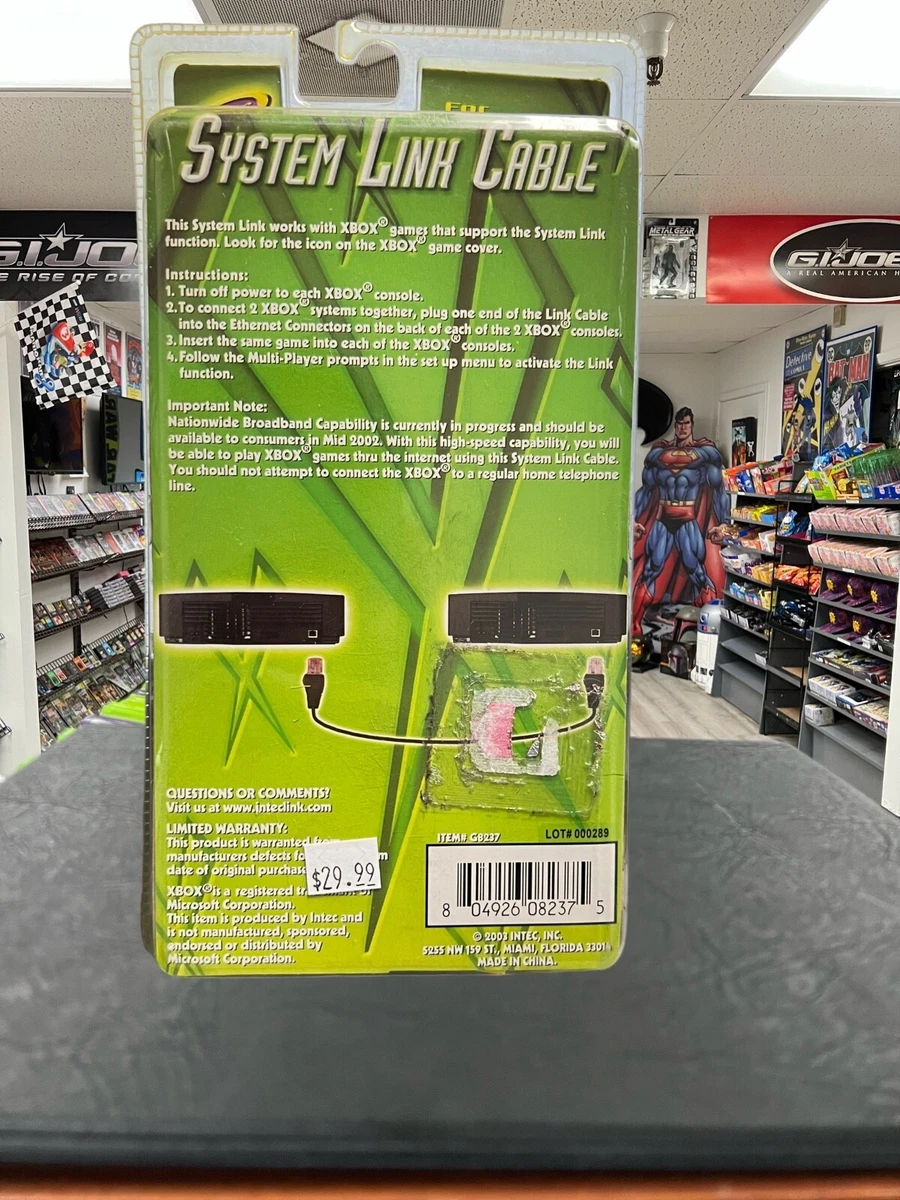 FOR
SYSTEM LINK CABLE
This System Link works with XBOX® games that support the System Link
function. Look for the icon on the XBOX® game cover.
Instructions:
1. Turn off power to each XBOX® console.
2. To connect 2 XBOX® systems together, plug one end of the Link Cable
into the Ethernet Connectors on the back of each of the 2 XBOX® consoles.
3. Insert the same game into each of the XBOX® consoles.
4. Follow the Multi-Player prompts in the set up menu to activate the Link
function.
Important Note:
Nationwide Broadband Capability is currently in progress and should be
available to consumers in Mid 2002. With this high-speed capability, you will
be able to play XBOX® games thru the internet using this System Link Cable.
You should not attempt to connect the XBOX® to a regular home telephone
line.
QUESTIONS OR COMMENTS?
Visit us at www.inteclink.com
LIMITED WARRANTY:
This product is warranted from
manufacturers defects
date of original purchase
$29.99
XBOX® is a registered
Microsoft Corporation.
This item is produced by Intec and
is not manufactured, sponsored,
endorsed or distributed by
Microsoft Corporation.
ITEM# G8237
LOT# 000289
8 04926 08237 5
© 2003 INTEC, INC.
5255 NW 159 ST., MIAMI, FLORIDA 33014
MADE IN CHINA.
G.I.JOE
RISE OF
METAL GEAR
G.I.JOE
A REAL AMERICAN
Detective
BATMAN